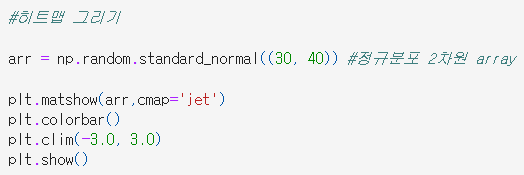 #히트맵 그리기
arr = np.random.standard_normal((30, 40)) #정규분포 2차원 array
plt.matshow(arr,cmap='jet')
plt.colorbar()
plt.clim(-3.0, 3.0)
plt.show()